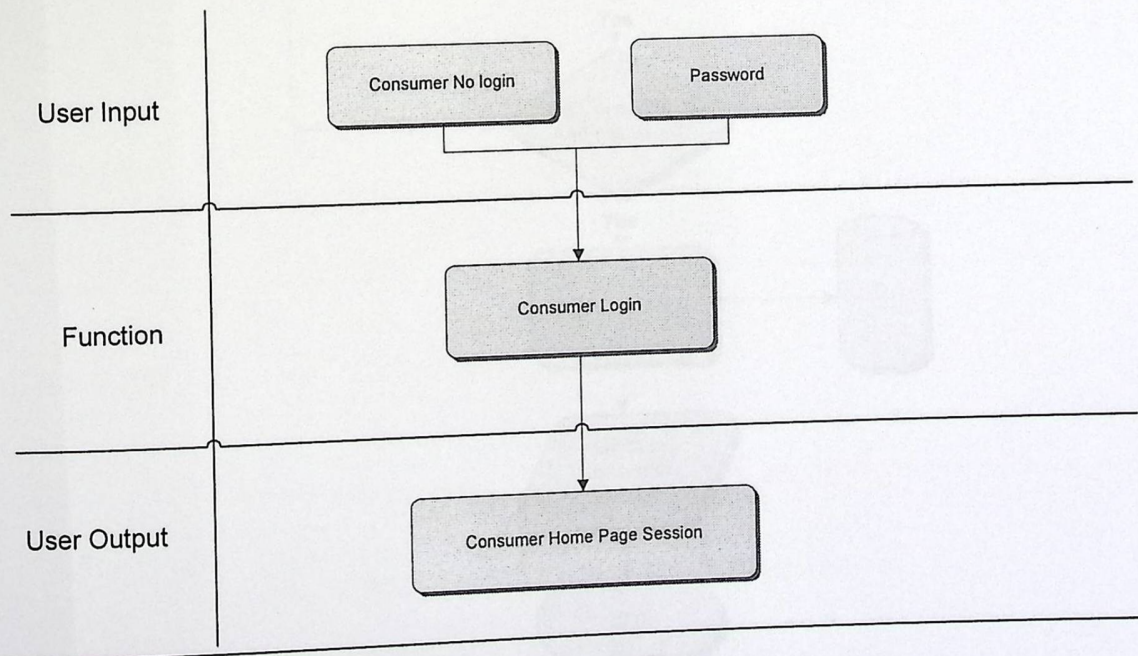 User Input
Consumer No login
Password
Function
Consumer Login
User Output
Consumer Home Page Session